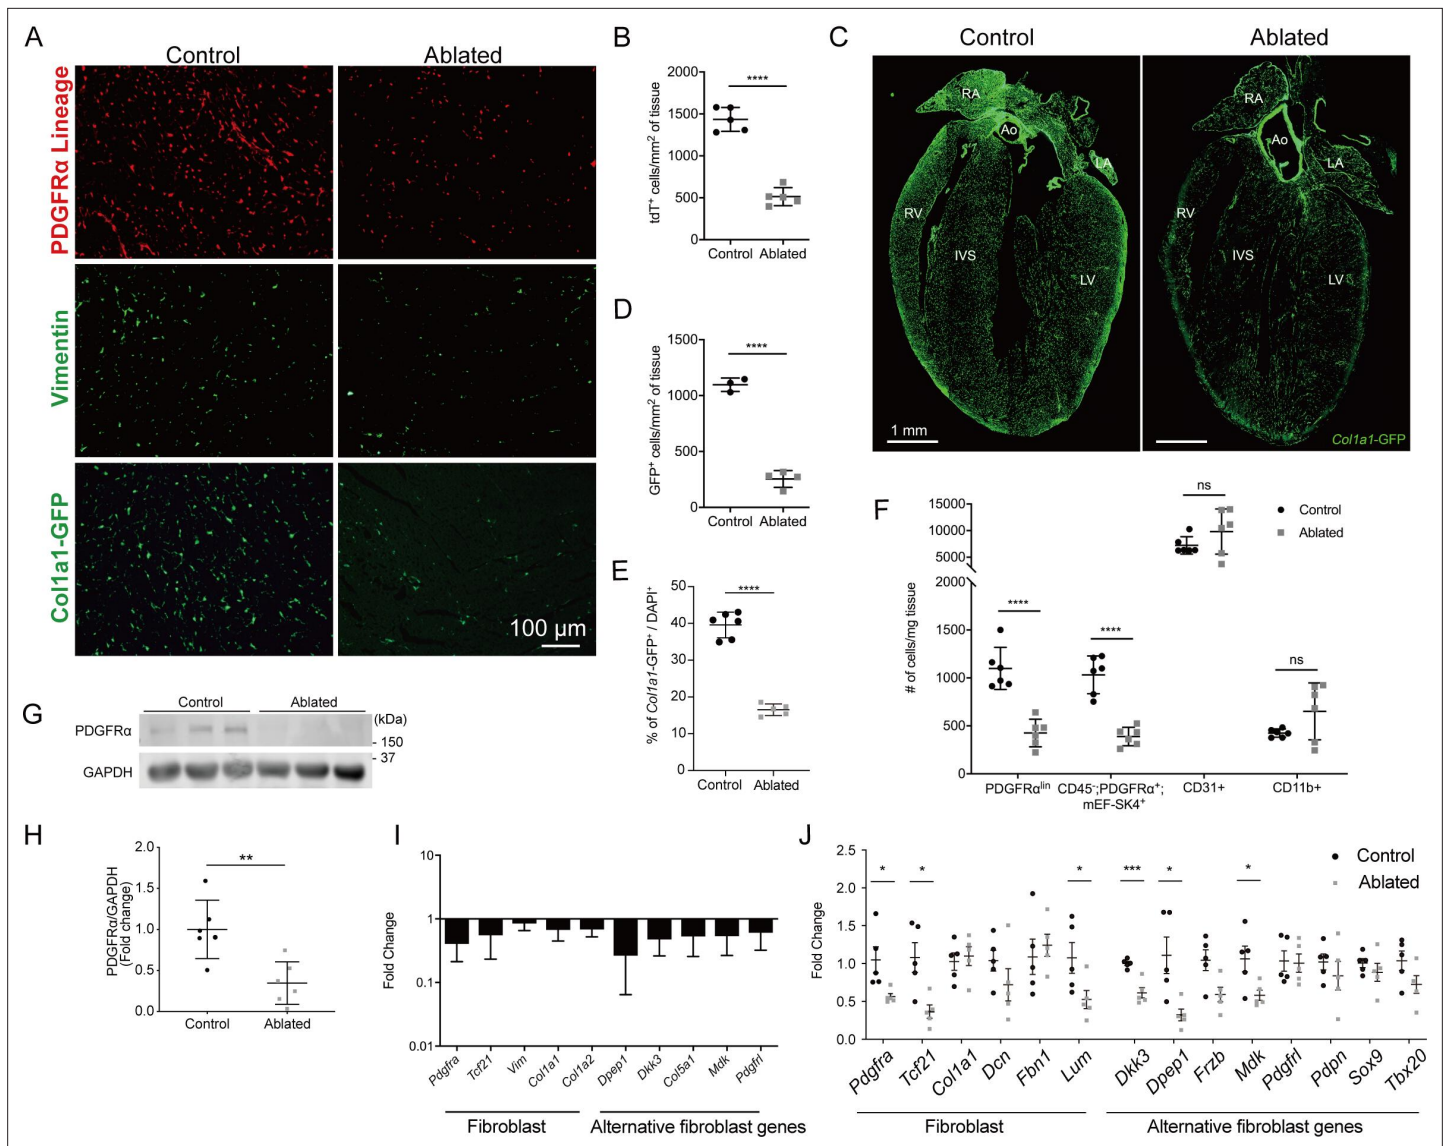 A
Control
Ablated
PDGFRα Lineage
Vimentin
Col1a1-GFP
100 µm
B
2000
1500
1000
500
0
tdT⁺ cells/mm² of tissue
****
Control Ablated
C
Control
Ablated
RA
Ao
LA
RV
IVS
LV
1 mm
RA
Ao
LA
RV
IVS
LV
Col1a1-GFP
D
1500
1000
500
0
GFP⁺ cells/mm² of tissue
****
Control Ablated
E
50
40
30
20
10
0
% of Col1a1-GFP⁺ / DAPI⁺
****
Control Ablated
F
15000
10000
5000
2000
1500
1000
500
0
# of cells/mg tissue
****
****
ns
ns
Control
Ablated
PDGFRα^lin
CD45⁻;PDGFRα⁺;
mEF-SK4⁺
CD31+
CD11b+
G
Control
Ablated
(kDa)
PDGFRα
- 150
- 37
GAPDH
H
2.0
1.5
1.0
0.5
0.0
PDGFRα/GAPDH
(Fold change)
**
Control Ablated
I
10
1
0.1
0.01
Fold Change
Pdgfra
Tcf21
Vim
Col1a1
Col1a2
Dpep1
Dkk3
Col5a1
Mdk
Pdgfrl
Fibroblast
Alternative fibroblast genes
J
2.5
2.0
1.5
1.0
0.5
0.0
Fold Change
*
*
*
***
*
*
Control
Ablated
Pdgfra
Tcf21
Col1a1
Dcn
Fbn1
Lum
Dkk3
Dpep1
Frzb
Mdk
Pdgfrl
Pdpn
Sox9
Tbx20
Fibroblast
Alternative fibroblast genes